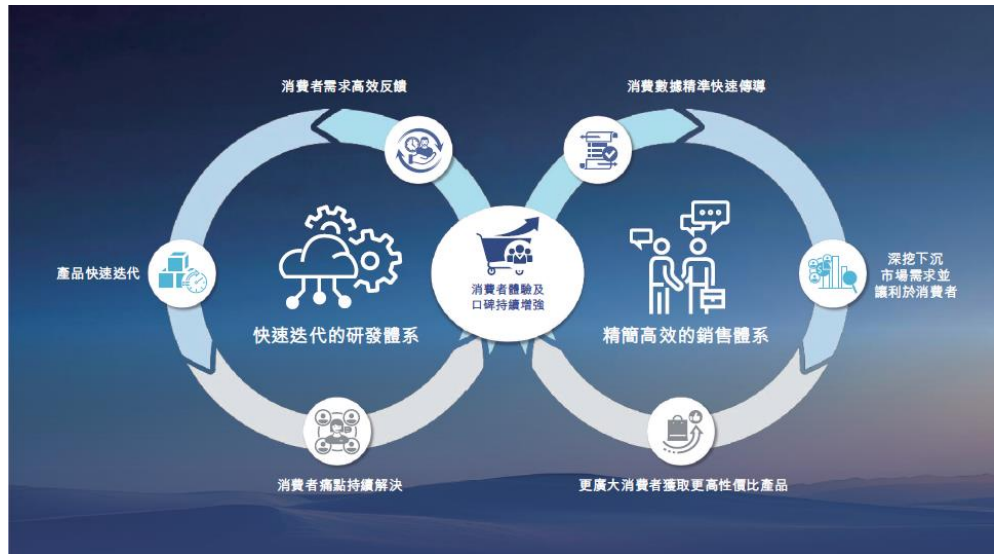 消費者需求高效反饋
消費數據精準快速傳導
產品快速迭代
快速迭代的研發體系
消費者體驗及
口碑持續增強
精簡高效的銷售體系
深挖下沉
市場需求並
讓利於消費者
消費者痛點持續解決
更廣大消費者獲取更高性價比產品